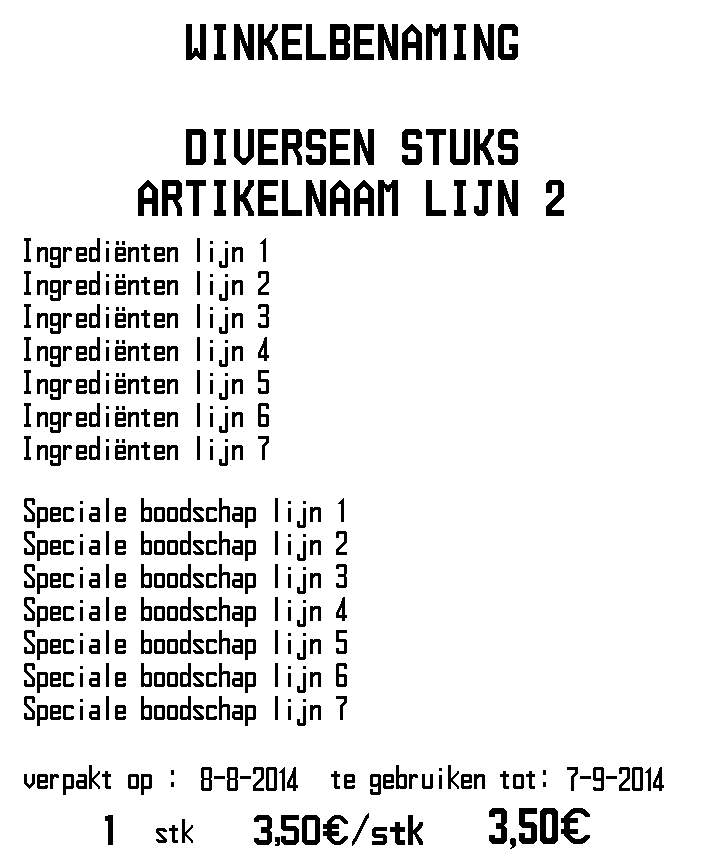 WINKELBENAMING
DIVERSEN STUKS
ARTIKELNAAM LIJN 2
Ingrediënten lijn 1
Ingrediënten lijn 2
Ingrediënten lijn 3
Ingrediënten lijn 4
Ingrediënten lijn 5
Ingrediënten lijn 6
Ingrediënten lijn 7
Speciale boodschap lijn 1
Speciale boodschap lijn 2
Speciale boodschap lijn 3
Speciale boodschap lijn 4
Speciale boodschap lijn 5
Speciale boodschap lijn 6
Speciale boodschap lijn 7
verpakt op : 8-8-2014 te gebruiken tot: 7-9-2014
1 stk 3,50€/stk 3,50€